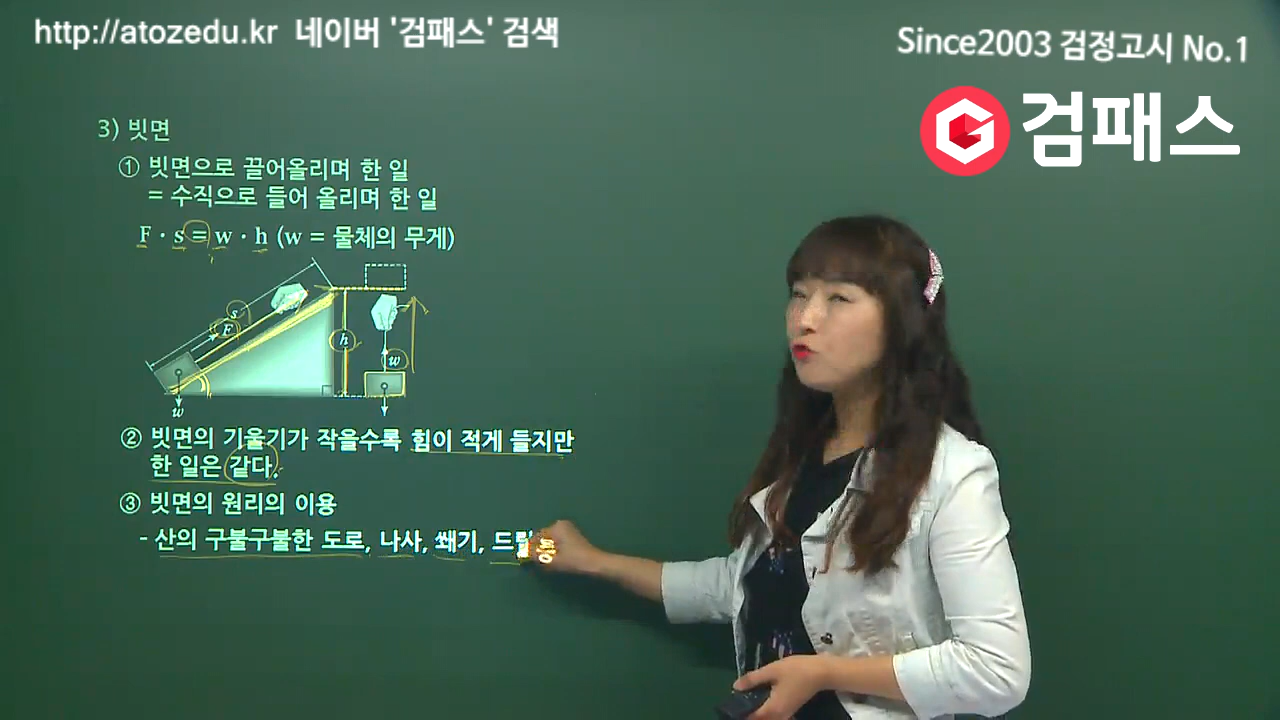 http://atozedu.kr 네이버 '검패스' 검색
Since2003 검정고시 No.1
검패스
3) 빗면
① 빗면으로 끌어올리며 한 일
= 수직으로 들어 올리며 한 일
F · s = w · h (w = 물체의 무게)
s
F
h
w
w
② 빗면의 기울기가 작을수록 힘이 적게 들지만
한 일은 같다.
③ 빗면의 원리의 이용
- 산의 구불구불한 도로, 나사, 쐐기, 드릴 등